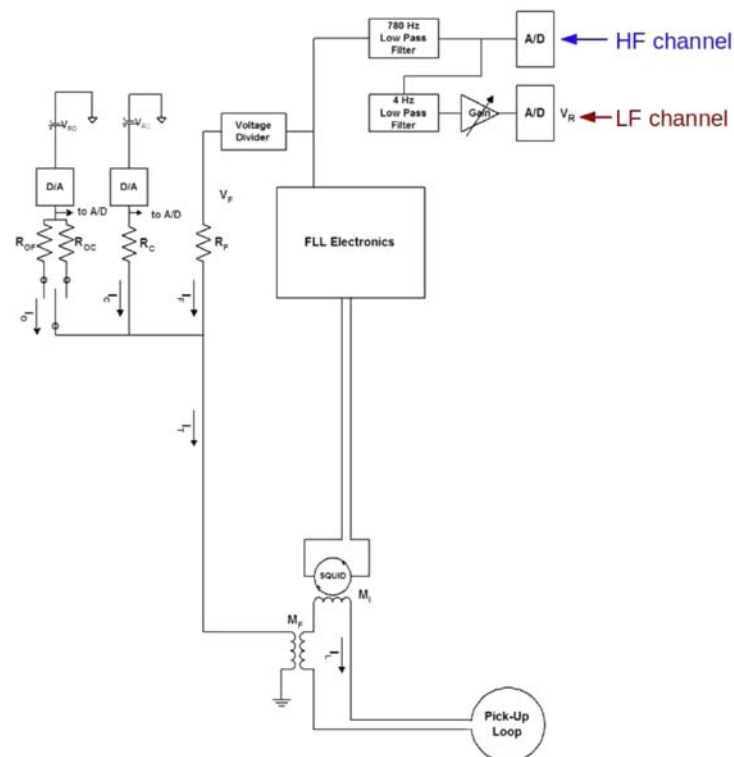 780 Hz
Low Pass
Filter
A/D
HF channel
4 Hz
Low Pass
Filter
Gain
A/D
V_R
LF channel
Voltage
Divider
D/A
D/A
to A/D
to A/D
V_F
R_OF
R_OC
R_C
R_F
FLL Electronics
I_O
I_C
I_F
I_T
SQUID
M_I
M_F
I_L
Pick-Up
Loop